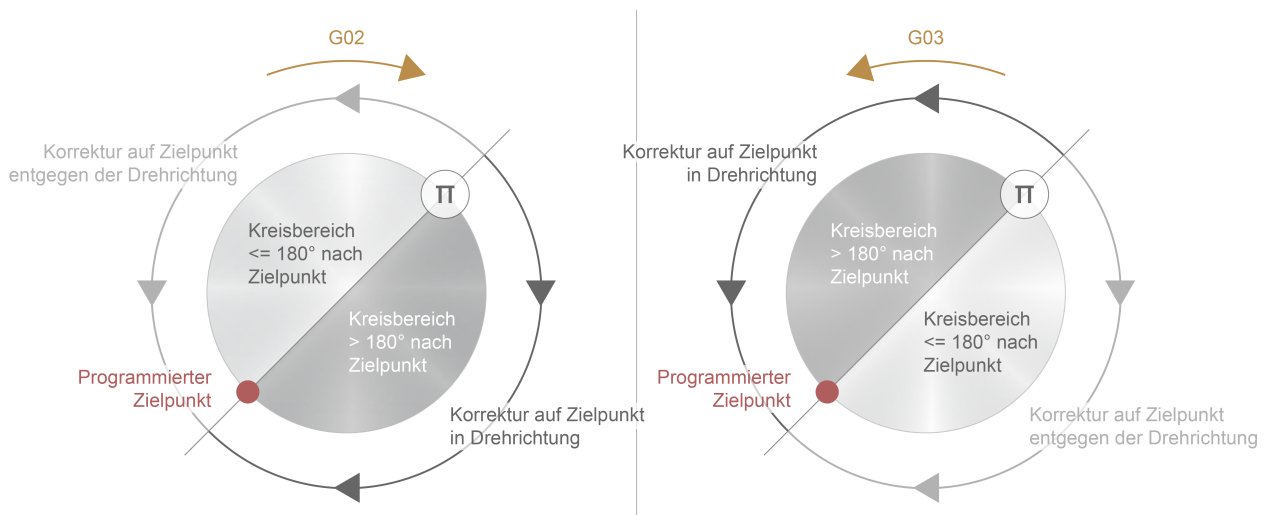 G02
Korrektur auf Zielpunkt
entgegen der Drehrichtung
π
Kreisbereich
<= 180° nach
Zielpunkt
Kreisbereich
> 180° nach
Zielpunkt
Programmierter
Zielpunkt
Korrektur auf Zielpunkt
in Drehrichtung
G03
Korrektur auf Zielpunkt
in Drehrichtung
π
Kreisbereich
> 180° nach
Zielpunkt
Kreisbereich
<= 180° nach
Zielpunkt
Programmierter
Zielpunkt
Korrektur auf Zielpunkt
entgegen der Drehrichtung